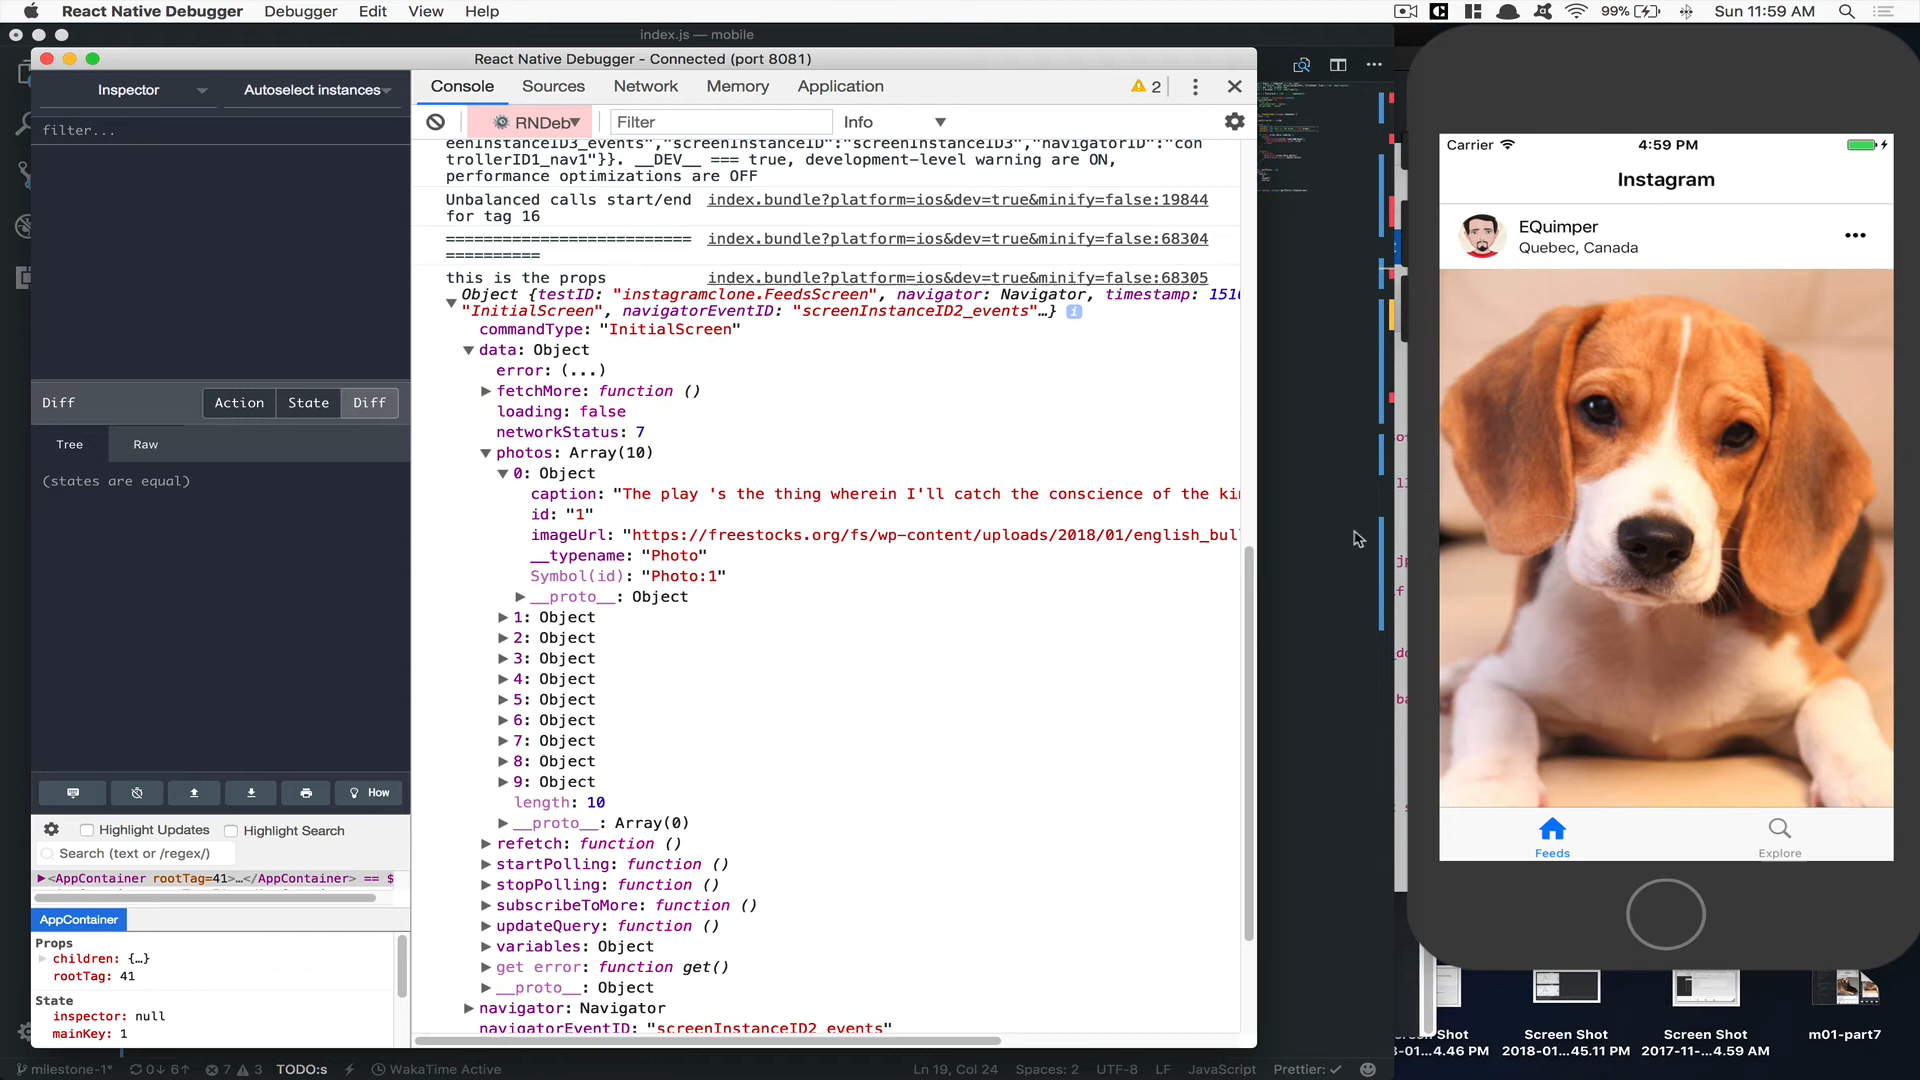 React Native Debugger Debugger Edit View Help
99% Sun 11:59 AM
index.js — mobile
React Native Debugger - Connected (port 8081)
Inspector Autoselect instances
filter...
Diff Action State Diff
Tree Raw
(states are equal)
How
Highlight Updates Highlight Search
Search (text or /regex/)
<AppContainer rootTag=41>…</AppContainer> == $
AppContainer
Props
children: {…}
rootTag: 41
State
inspector: null
mainKey: 1
Console Sources Network Memory Application 2
RNDeb Filter Info
eenInstanceID3_events","screenInstanceID":"screenInstanceID3","navigatorID":"con
trollerID1_nav1"}}. __DEV__ === true, development-level warning are ON,
performance optimizations are OFF
Unbalanced calls start/end index.bundle?platform=ios&dev=true&minify=false:19844
for tag 16
========================== index.bundle?platform=ios&dev=true&minify=false:68304
==========
this is the props index.bundle?platform=ios&dev=true&minify=false:68305
Object {testID: "instagramclone.FeedsScreen", navigator: Navigator, timestamp: 1510
"InitialScreen", navigatorEventID: "screenInstanceID2_events"…} i
commandType: "InitialScreen"
data: Object
error: (...)
fetchMore: function ()
loading: false
networkStatus: 7
photos: Array(10)
0: Object
caption: "The play 's the thing wherein I'll catch the conscience of the kin
id: "1"
imageUrl: "https://freestocks.org/fs/wp-content/uploads/2018/01/english_bul
__typename: "Photo"
Symbol(id): "Photo:1"
__proto__: Object
1: Object
2: Object
3: Object
4: Object
5: Object
6: Object
7: Object
8: Object
9: Object
length: 10
__proto__: Array(0)
refetch: function ()
startPolling: function ()
stopPolling: function ()
subscribeToMore: function ()
updateQuery: function ()
variables: Object
get error: function get()
__proto__: Object
navigator: Navigator
navigatorEventID: "screenInstanceID2_events"
Carrier 4:59 PM
Instagram
EQuimper
Quebec, Canada
Feeds Explore
Screen Shot Screen Shot m01-part7
...4.46 PM 2018-01...45.11 PM 2017-11-...4.59 AM
milestone-1* 0↓ 6↑ 7 3 TODO:s WakaTime Active Ln 19, Col 24 Spaces: 2 UTF-8 LF JavaScript Prettier: ✓